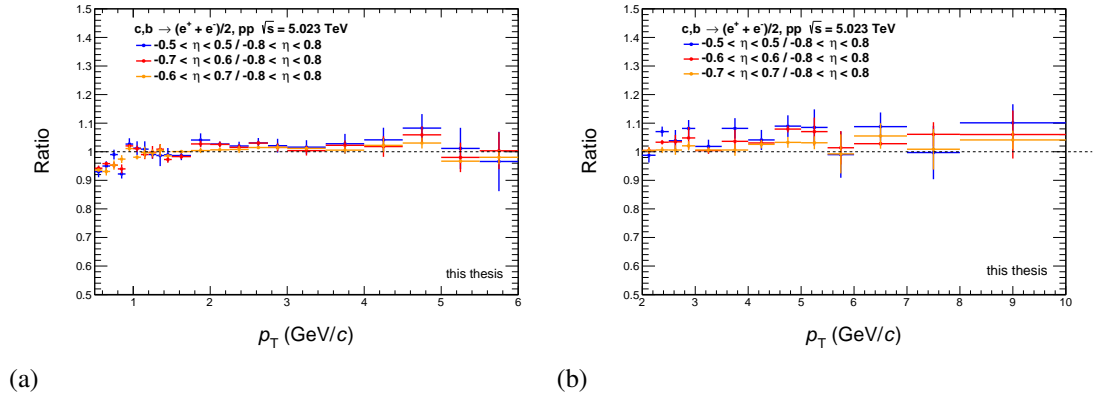 c,b → (e⁺ + e⁻)/2, pp √s = 5.023 TeV
-0.5 < η < 0.5 / -0.8 < η < 0.8
-0.7 < η < 0.6 / -0.8 < η < 0.8
-0.6 < η < 0.7 / -0.8 < η < 0.8
Ratio
1.5
1.4
1.3
1.2
1.1
1
0.9
0.8
0.7
0.6
0.5
this thesis
1 2 3 4 5 6
p_T (GeV/c)
(a)
c,b → (e⁺ + e⁻)/2, pp √s = 5.023 TeV
-0.5 < η < 0.5 / -0.8 < η < 0.8
-0.6 < η < 0.6 / -0.8 < η < 0.8
-0.7 < η < 0.7 / -0.8 < η < 0.8
Ratio
1.5
1.4
1.3
1.2
1.1
1
0.9
0.8
0.7
0.6
0.5
this thesis
2 3 4 5 6 7 8 9 10
p_T (GeV/c)
(b)